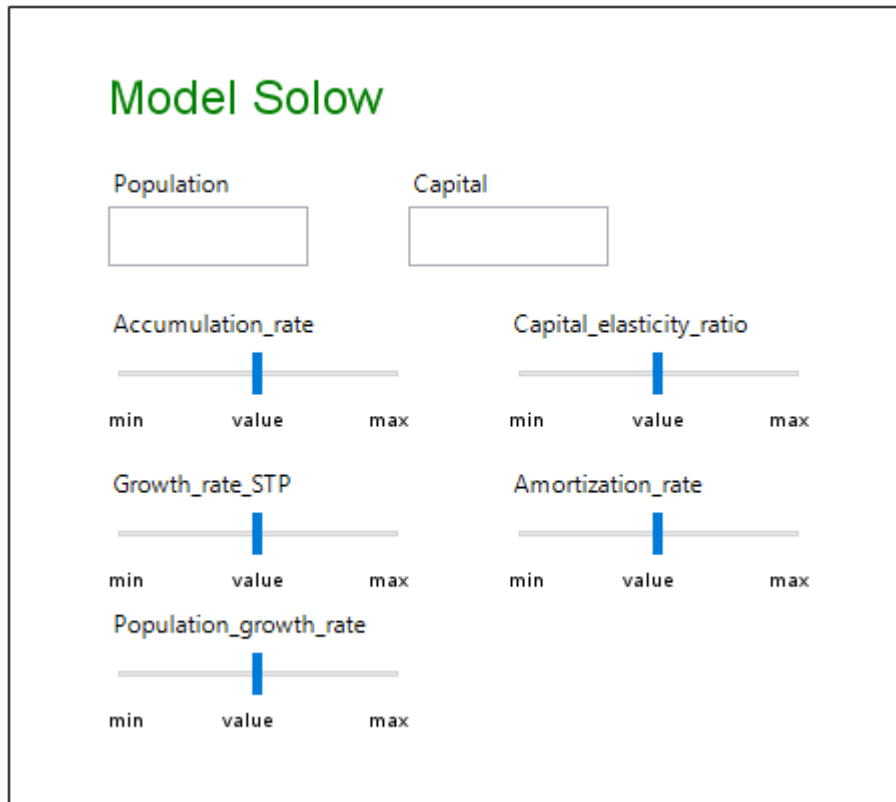 Model Solow
Population Capital
Accumulation_rate Capital_elasticity_ratio
min value max min value max
Growth_rate_STP Amortization_rate
min value max min value max
Population_growth_rate
min value max